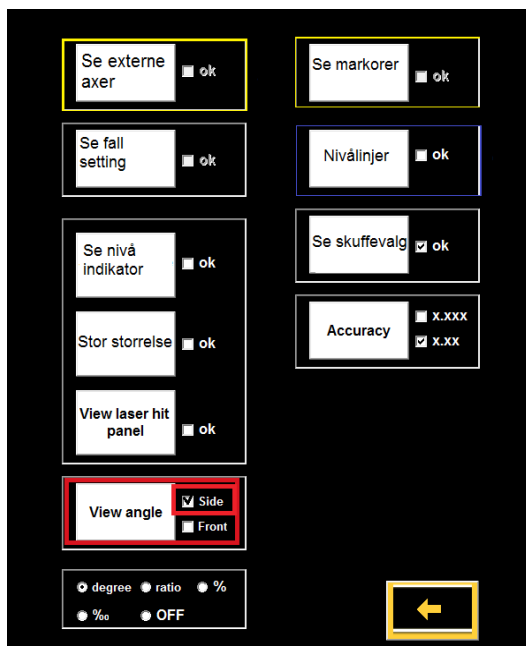 Se externe
axer
ok
Se markorer
ok
Se fall
setting
ok
Nivålinjer
ok
Se nivå
indikator
ok
Se skuffevalg
ok
Stor storrelse
ok
Accuracy
x.xxx
x.xx
View laser hit
panel
ok
View angle
Side
Front
degree ratio %
‰ OFF